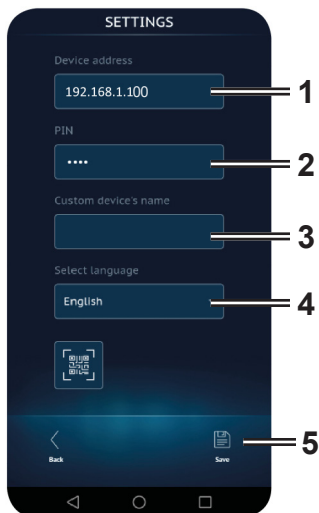 SETTINGS
Device address
192.168.1.100
1
PIN
••••
2
Custom device's name
3
Select language
English
4
Back
Save
5